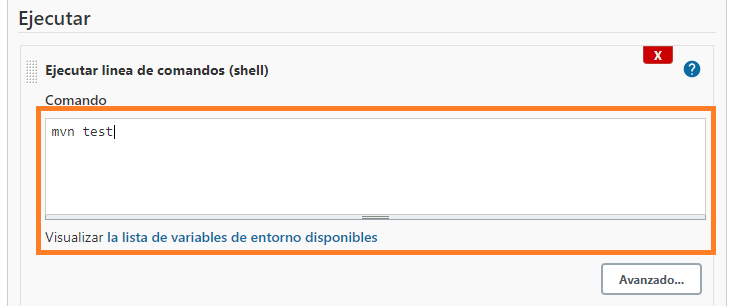 Ejecutar
Ejecutar linea de comandos (shell)
X
?
Comando
mvn test
Visualizar la lista de variables de entorno disponibles
Avanzado...